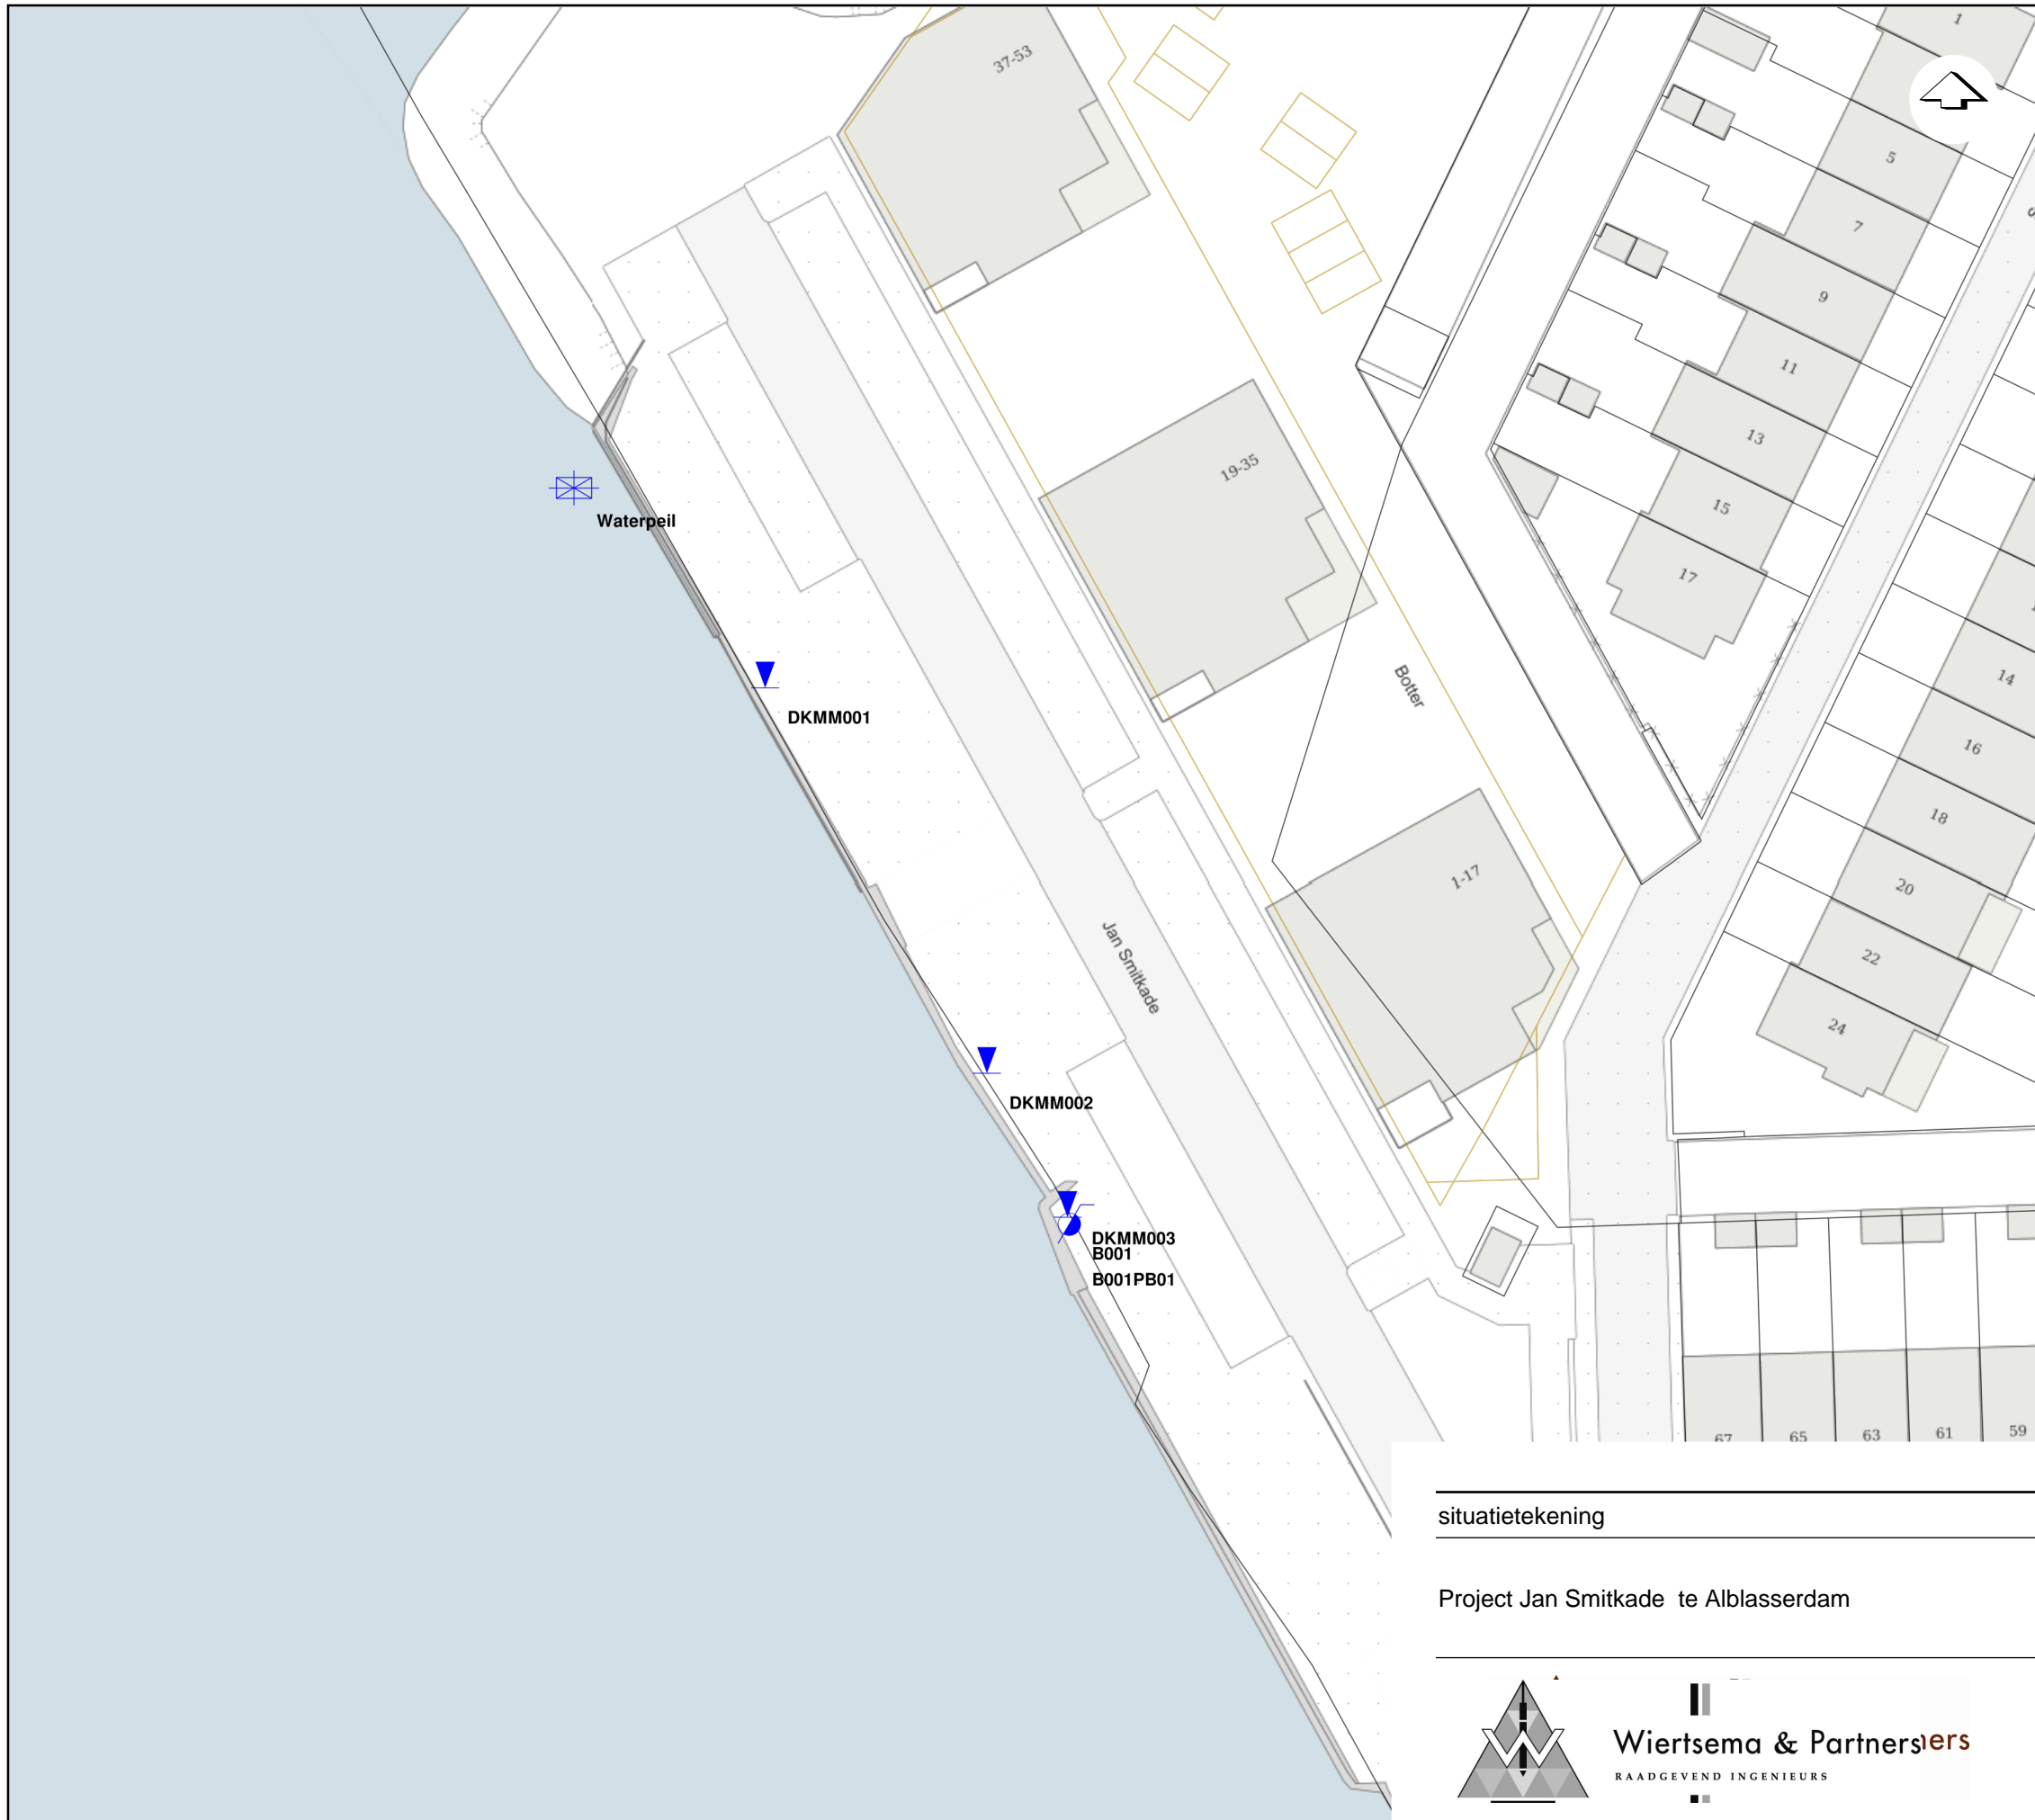 37-53
1
5
7
9
11
13
15
17
19-35
Waterpeil
DKMM001
Botter
14
16
18
20
22
24
1-17
Jan Smitkade
DKMM002
DKMM003
B001
B001PB01
67
65
63
61
59
situatietekening
Project Jan Smitkade te Alblasserdam
Wiertsema & Partners
ners
RAADGEVEND INGENIEURS